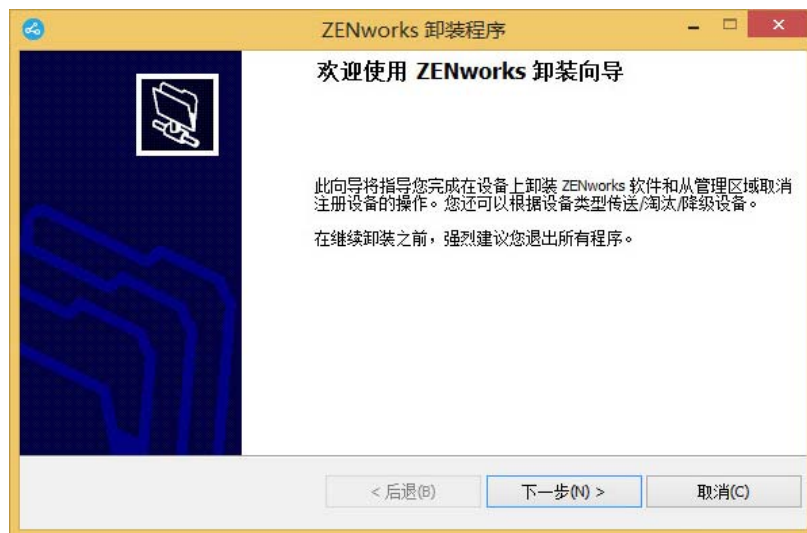 ZENworks 卸装程序
欢迎使用 ZENworks 卸装向导
此向导将指导您完成在设备上卸装 ZENworks 软件和从管理区域取消
注册设备的操作。您还可以根据设备类型传送/淘汰/降级设备。
在继续卸装之前，强烈建议您退出所有程序。
< 后退(B)
下一步(N) >
取消(C)